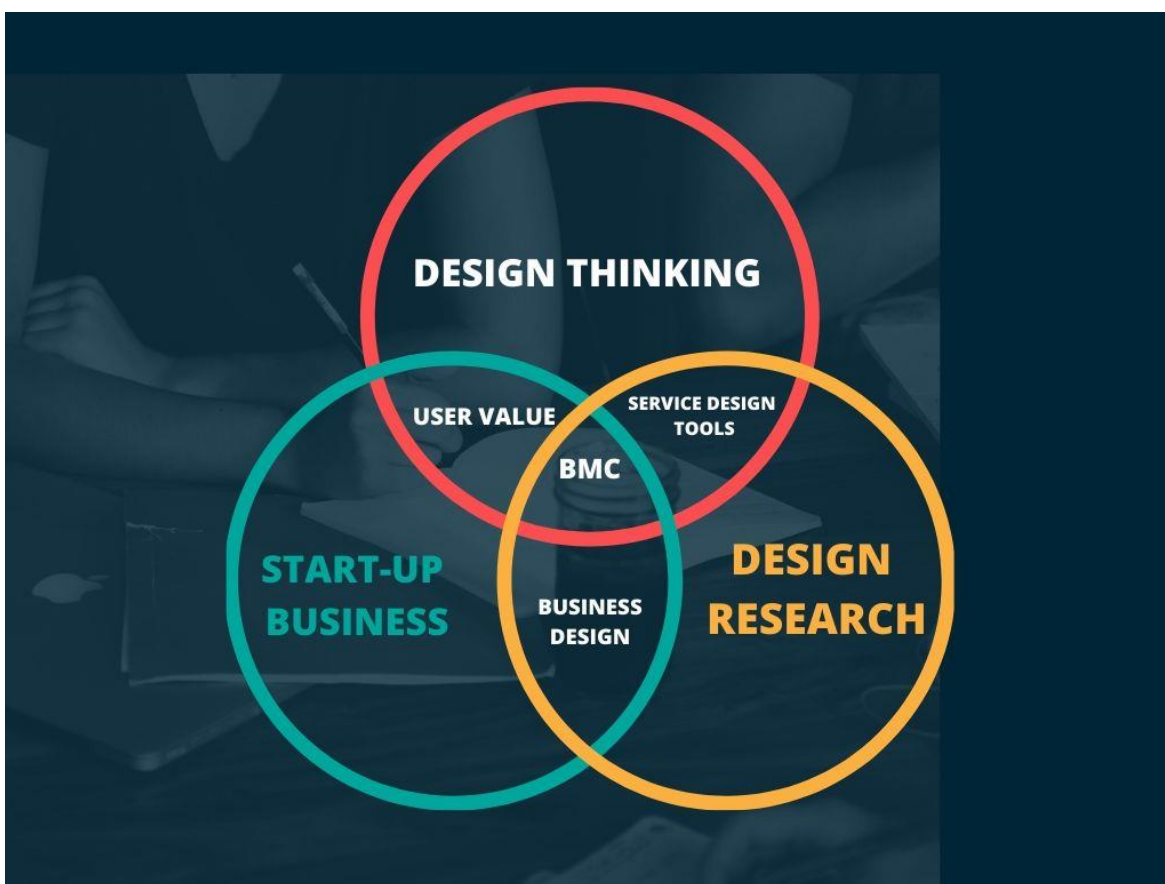 DESIGN THINKING
USER VALUE
SERVICE DESIGN
TOOLS
BMC
START-UP
BUSINESS
DESIGN
RESEARCH
BUSINESS
DESIGN